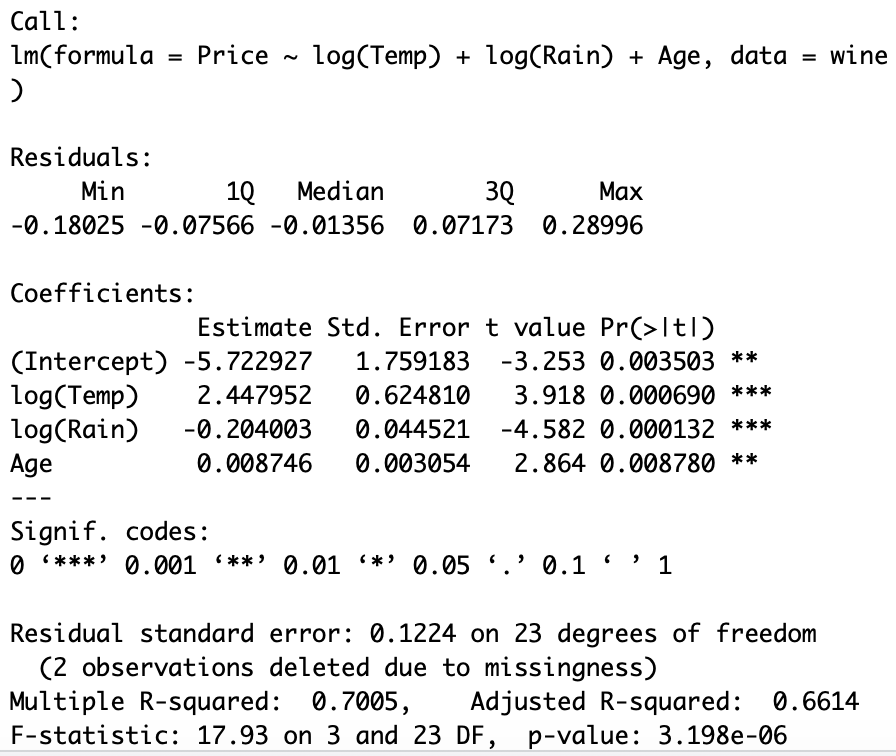 Call:
lm(formula = Price ~ log(Temp) + log(Rain) + Age, data = wine
)
Residuals:
     Min       1Q   Median       3Q      Max
-0.18025 -0.07566 -0.01356  0.07173  0.28996
Coefficients:
             Estimate Std. Error t value Pr(>|t|)
(Intercept) -5.722927   1.759183  -3.253 0.003503 **
log(Temp)    2.447952   0.624810   3.918 0.000690 ***
log(Rain)   -0.204003   0.044521  -4.582 0.000132 ***
Age          0.008746   0.003054   2.864 0.008780 **
---
Signif. codes:
0 ‘***’ 0.001 ‘**’ 0.01 ‘*’ 0.05 ‘.’ 0.1 ‘ ’ 1
Residual standard error: 0.1224 on 23 degrees of freedom
  (2 observations deleted due to missingness)
Multiple R-squared:  0.7005,	Adjusted R-squared:  0.6614
F-statistic: 17.93 on 3 and 23 DF,  p-value: 3.198e-06